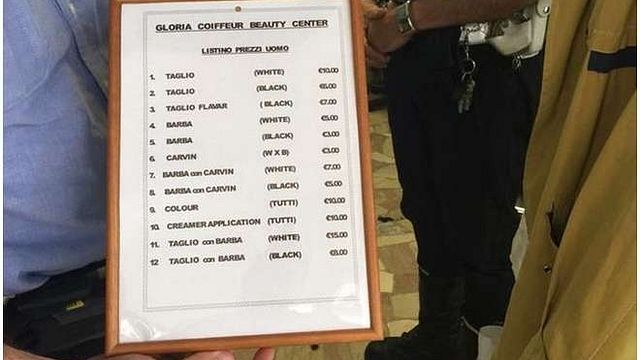 GLORIA COIFFEUR BEAUTY CENTER
LISTINO PREZZI UOMO
1. TAGLIO (WHITE) €10.00
2. TAGLIO (BLACK) €6.00
3. TAGLIO FLAVAR ( BLACK) €7.00
4. BARBA (WHITE) €5.00
5. BARBA (BLACK) €3.00
6. CARVIN (W X B) €3.00
7. BARBA con CARVIN (WHITE) €7.00
8. BARBA con CARVIN (BLACK) €5.00
9. COLOUR (TUTTI) €10.00
10. CREAMER APPLICATION (TUTTI) €10.00
11. TAGLIO con BARBA (WHITE) €15.00
12 TAGLIO con BARBA (BLACK) €8.00